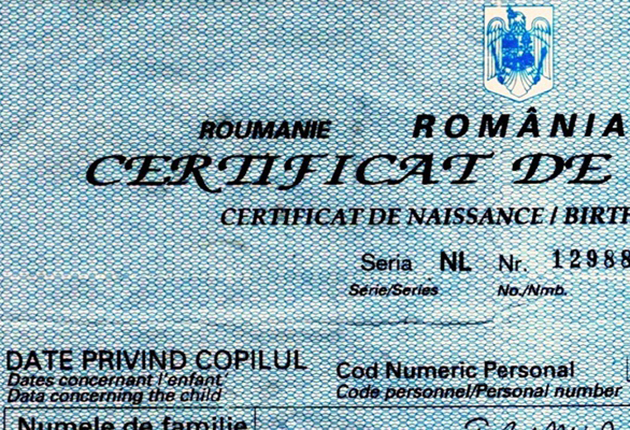 ROUMANIE ROMÂNIA
CERTIFICAT DE
CERTIFICAT DE NAISSANCE / BIRTH
Seria NL Nr. 12988
Série/Series No./Nmb.
DATE PRIVIND COPILUL
Dates concernant l'enfant
Data concerning the child
Cod Numeric Personal
Code personnel/Personal number
Numele de familie